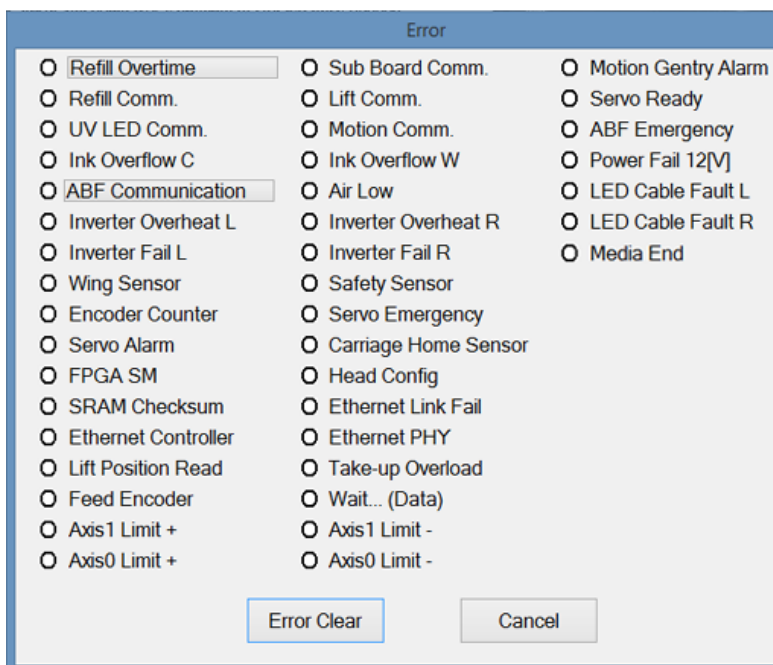 Error
Refill Overtime Sub Board Comm. Motion Gentry Alarm
Refill Comm. Lift Comm. Servo Ready
UV LED Comm. Motion Comm. ABF Emergency
Ink Overflow C Ink Overflow W Power Fail 12[V]
ABF Communication Air Low LED Cable Fault L
Inverter Overheat L Inverter Overheat R LED Cable Fault R
Inverter Fail L Inverter Fail R Media End
Wing Sensor Safety Sensor
Encoder Counter Servo Emergency
Servo Alarm Carriage Home Sensor
FPGA SM Head Config
SRAM Checksum Ethernet Link Fail
Ethernet Controller Ethernet PHY
Lift Position Read Take-up Overload
Feed Encoder Wait... (Data)
Axis1 Limit + Axis1 Limit -
Axis0 Limit + Axis0 Limit -
Error Clear Cancel